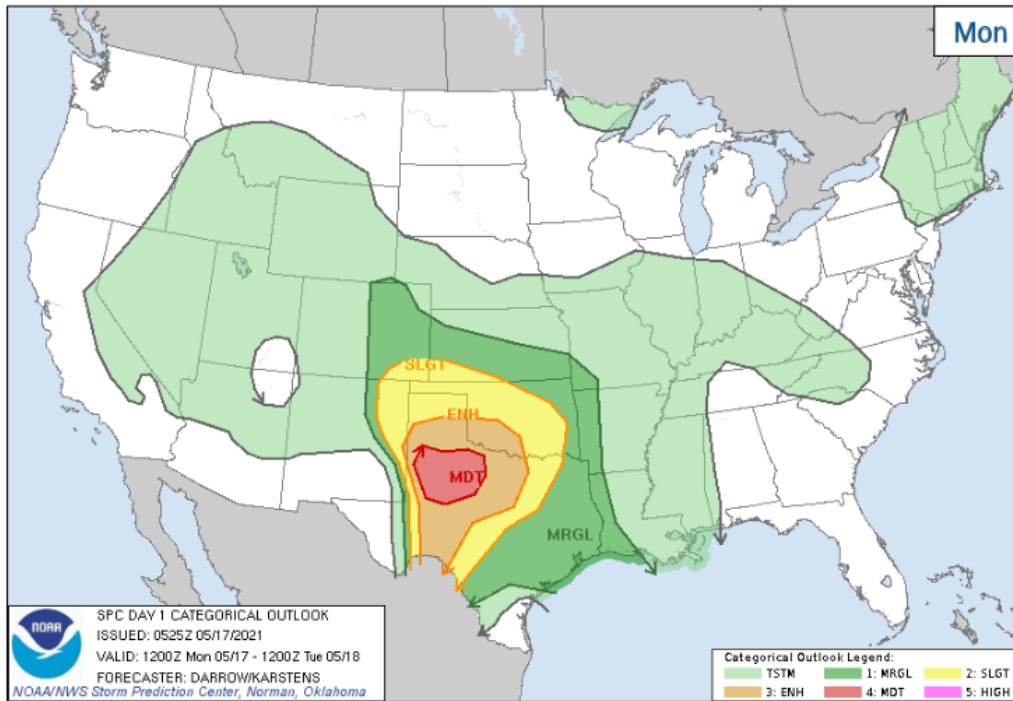 Mon
SLGT
ENH
MDT
MRGL
NOAA
SPC DAY 1 CATEGORICAL OUTLOOK
ISSUED: 0525Z 05/17/2021
VALID: 1200Z Mon 05/17 - 1200Z Tue 05/18
FORECASTER: DARROW/KARSTENS
NOAA/NWS Storm Prediction Center, Norman, Oklahoma
Categorical Outlook Legend:
TSTM 1: MRGL 2: SLGT
3: ENH 4: MDT 5: HIGH